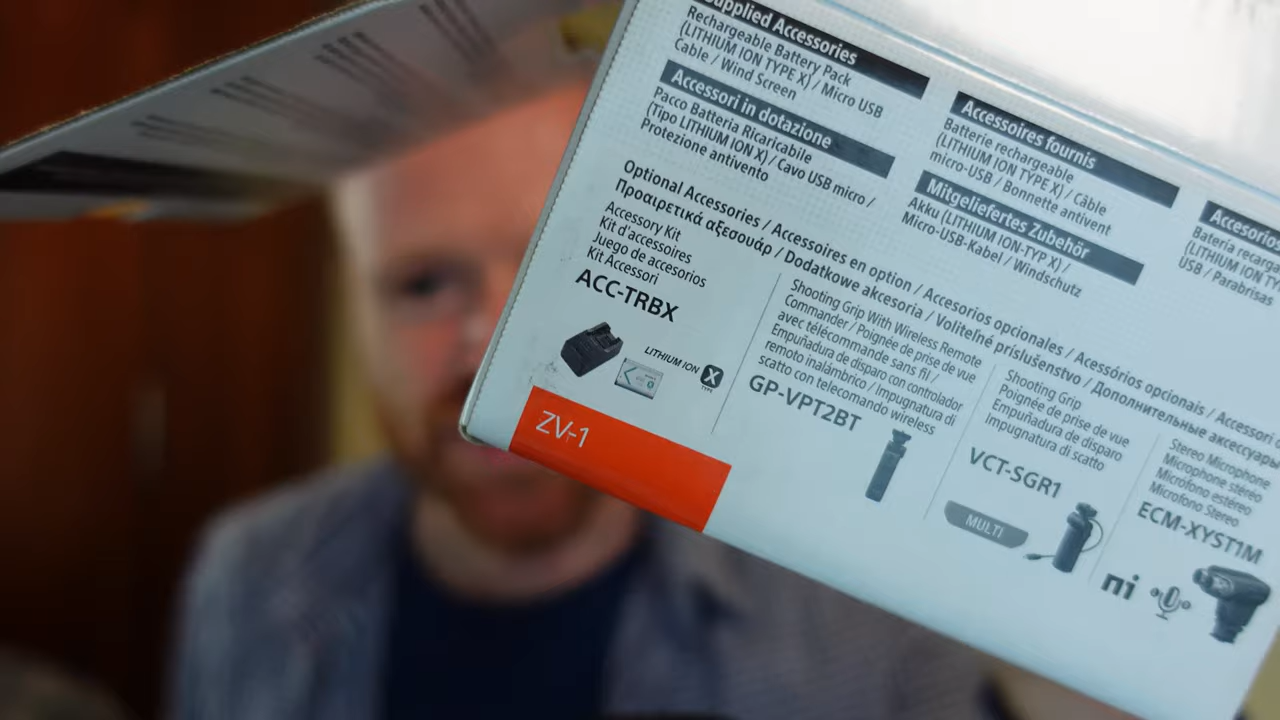 Supplied Accessories
Rechargeable Battery Pack
(LITHIUM ION TYPE X) / Micro USB
Cable / Wind Screen
Accessori in dotazione
Pacco Batteria Ricaricabile
(Tipo LITHIUM ION X) / Cavo USB micro /
Protezione antivento
Accessoires fournis
Batterie rechargeable
(LITHIUM ION TYPE X) / Câble
micro-USB / Bonnette antivent
Mitgeliefertes Zubehör
Akku (LITHIUM ION-TYP X) /
Micro-USB-Kabel / Windschutz
Batería
USB / Parabrisas
Optional Accessories / Accessoires en option / Accesorios opcionales / Acessórios opcionais / Accessori
Προαιρετικά αξεσουάρ / Dodatkowe akcesoria / Voliteľné príslušenstvo / Дополнительные аксессуары
Accessory Kit
Kit d'accessoires
Juego de accesorios
Kit Accessori
ACC-TRBX
LITHIUM ION X TYPE
Shooting Grip With Wireless Remote
Commander / Poignée de prise de vue
avec télécommande sans fil /
Empuñadura de disparo con controlador
remoto inalámbrico / Impugnatura di
scatto con telecomando wireless
GP-VPT2BT
Shooting Grip
Poignée de prise de vue
Empuñadura de disparo
Impugnatura di scatto
VCT-SGR1
MULTI
Stereo Microphone
Microphone stéréo
Micrófono estéreo
Microfono Stereo
ECM-XYST1M
ZV-1